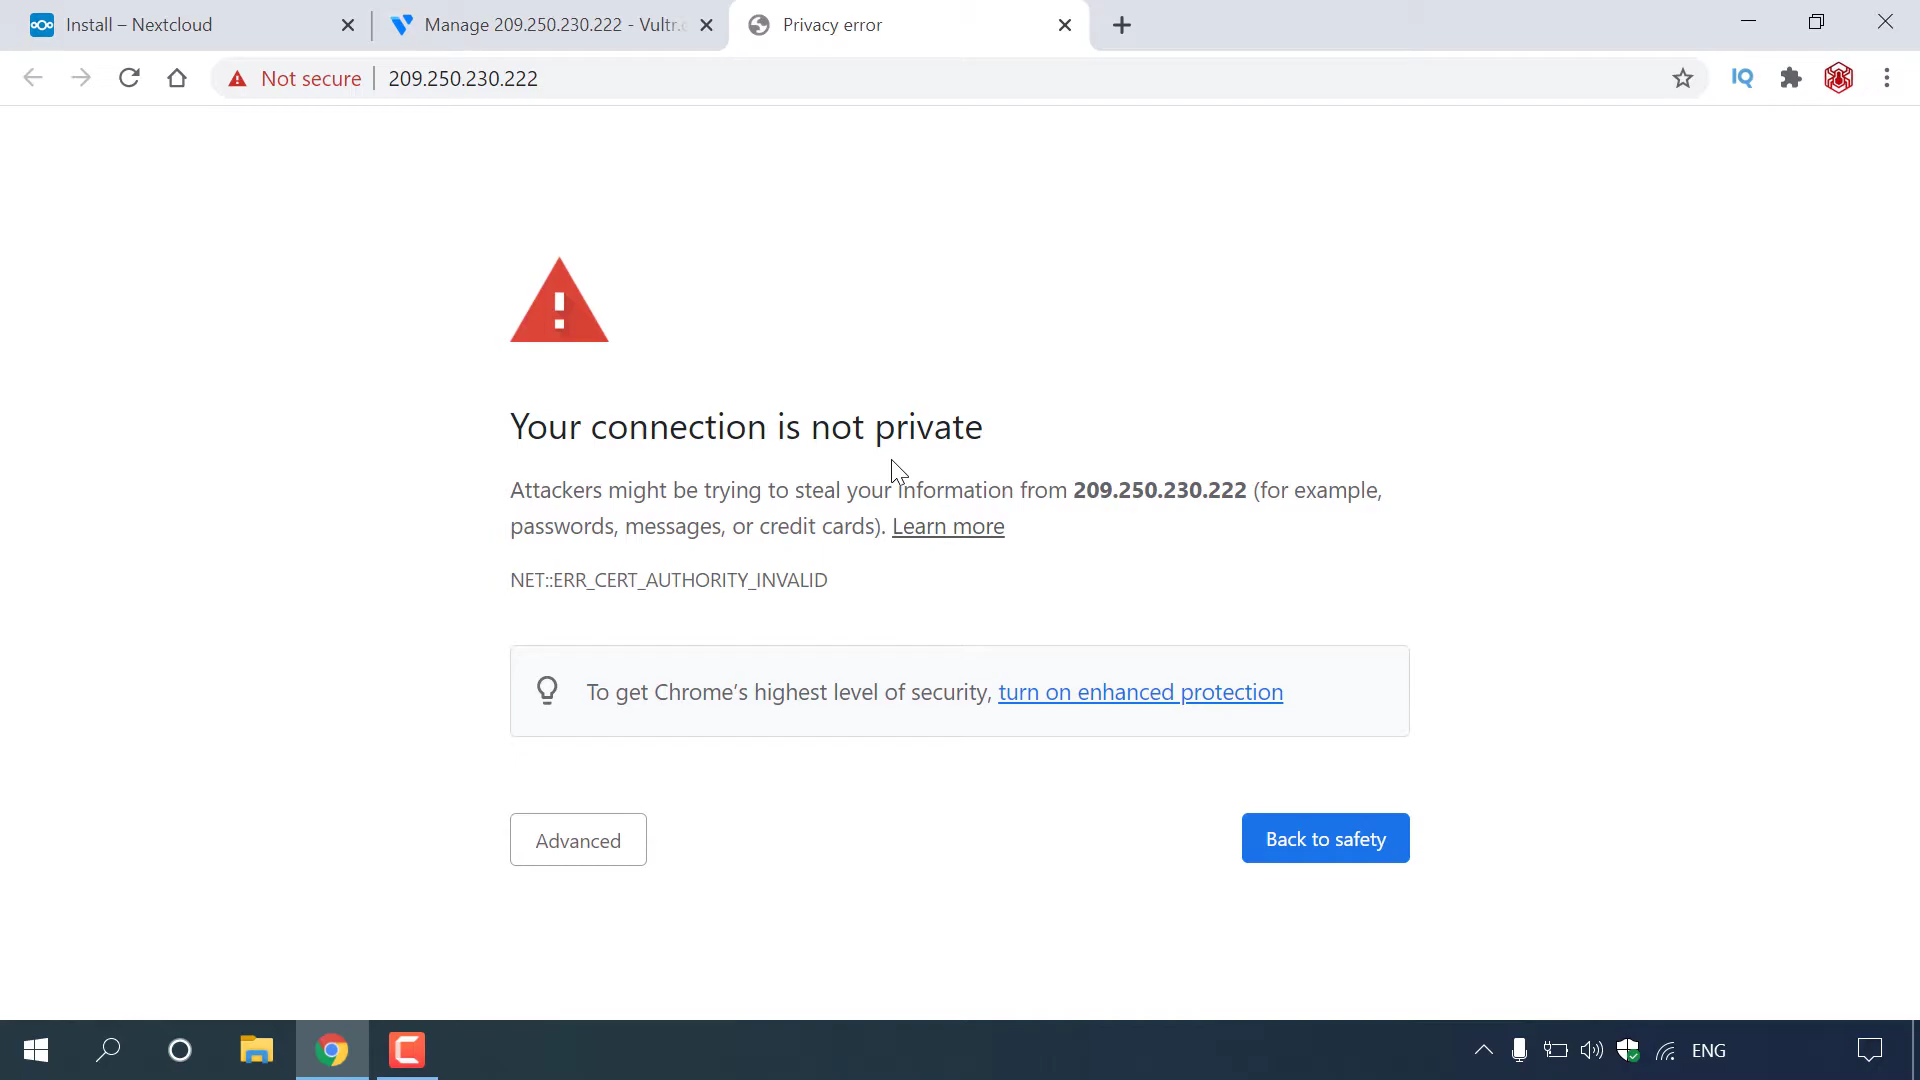 Install – Nextcloud
Manage 209.250.230.222 - Vultr.c
Privacy error
Not secure
209.250.230.222
IQ
Your connection is not private
Attackers might be trying to steal your information from 209.250.230.222 (for example,
passwords, messages, or credit cards). Learn more
NET::ERR_CERT_AUTHORITY_INVALID
To get Chrome’s highest level of security, turn on enhanced protection
Advanced
Back to safety
ENG